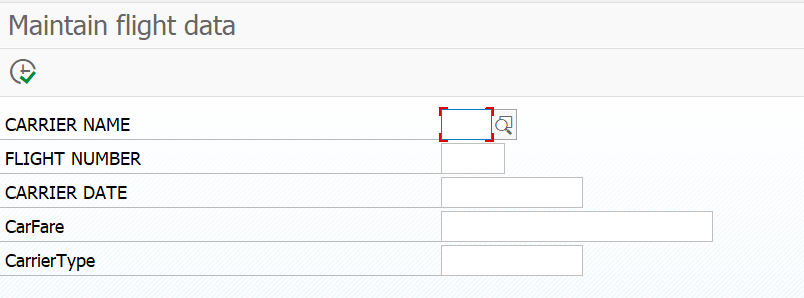 Maintain flight data
CARRIER NAME
FLIGHT NUMBER
CARRIER DATE
CarFare
CarrierType